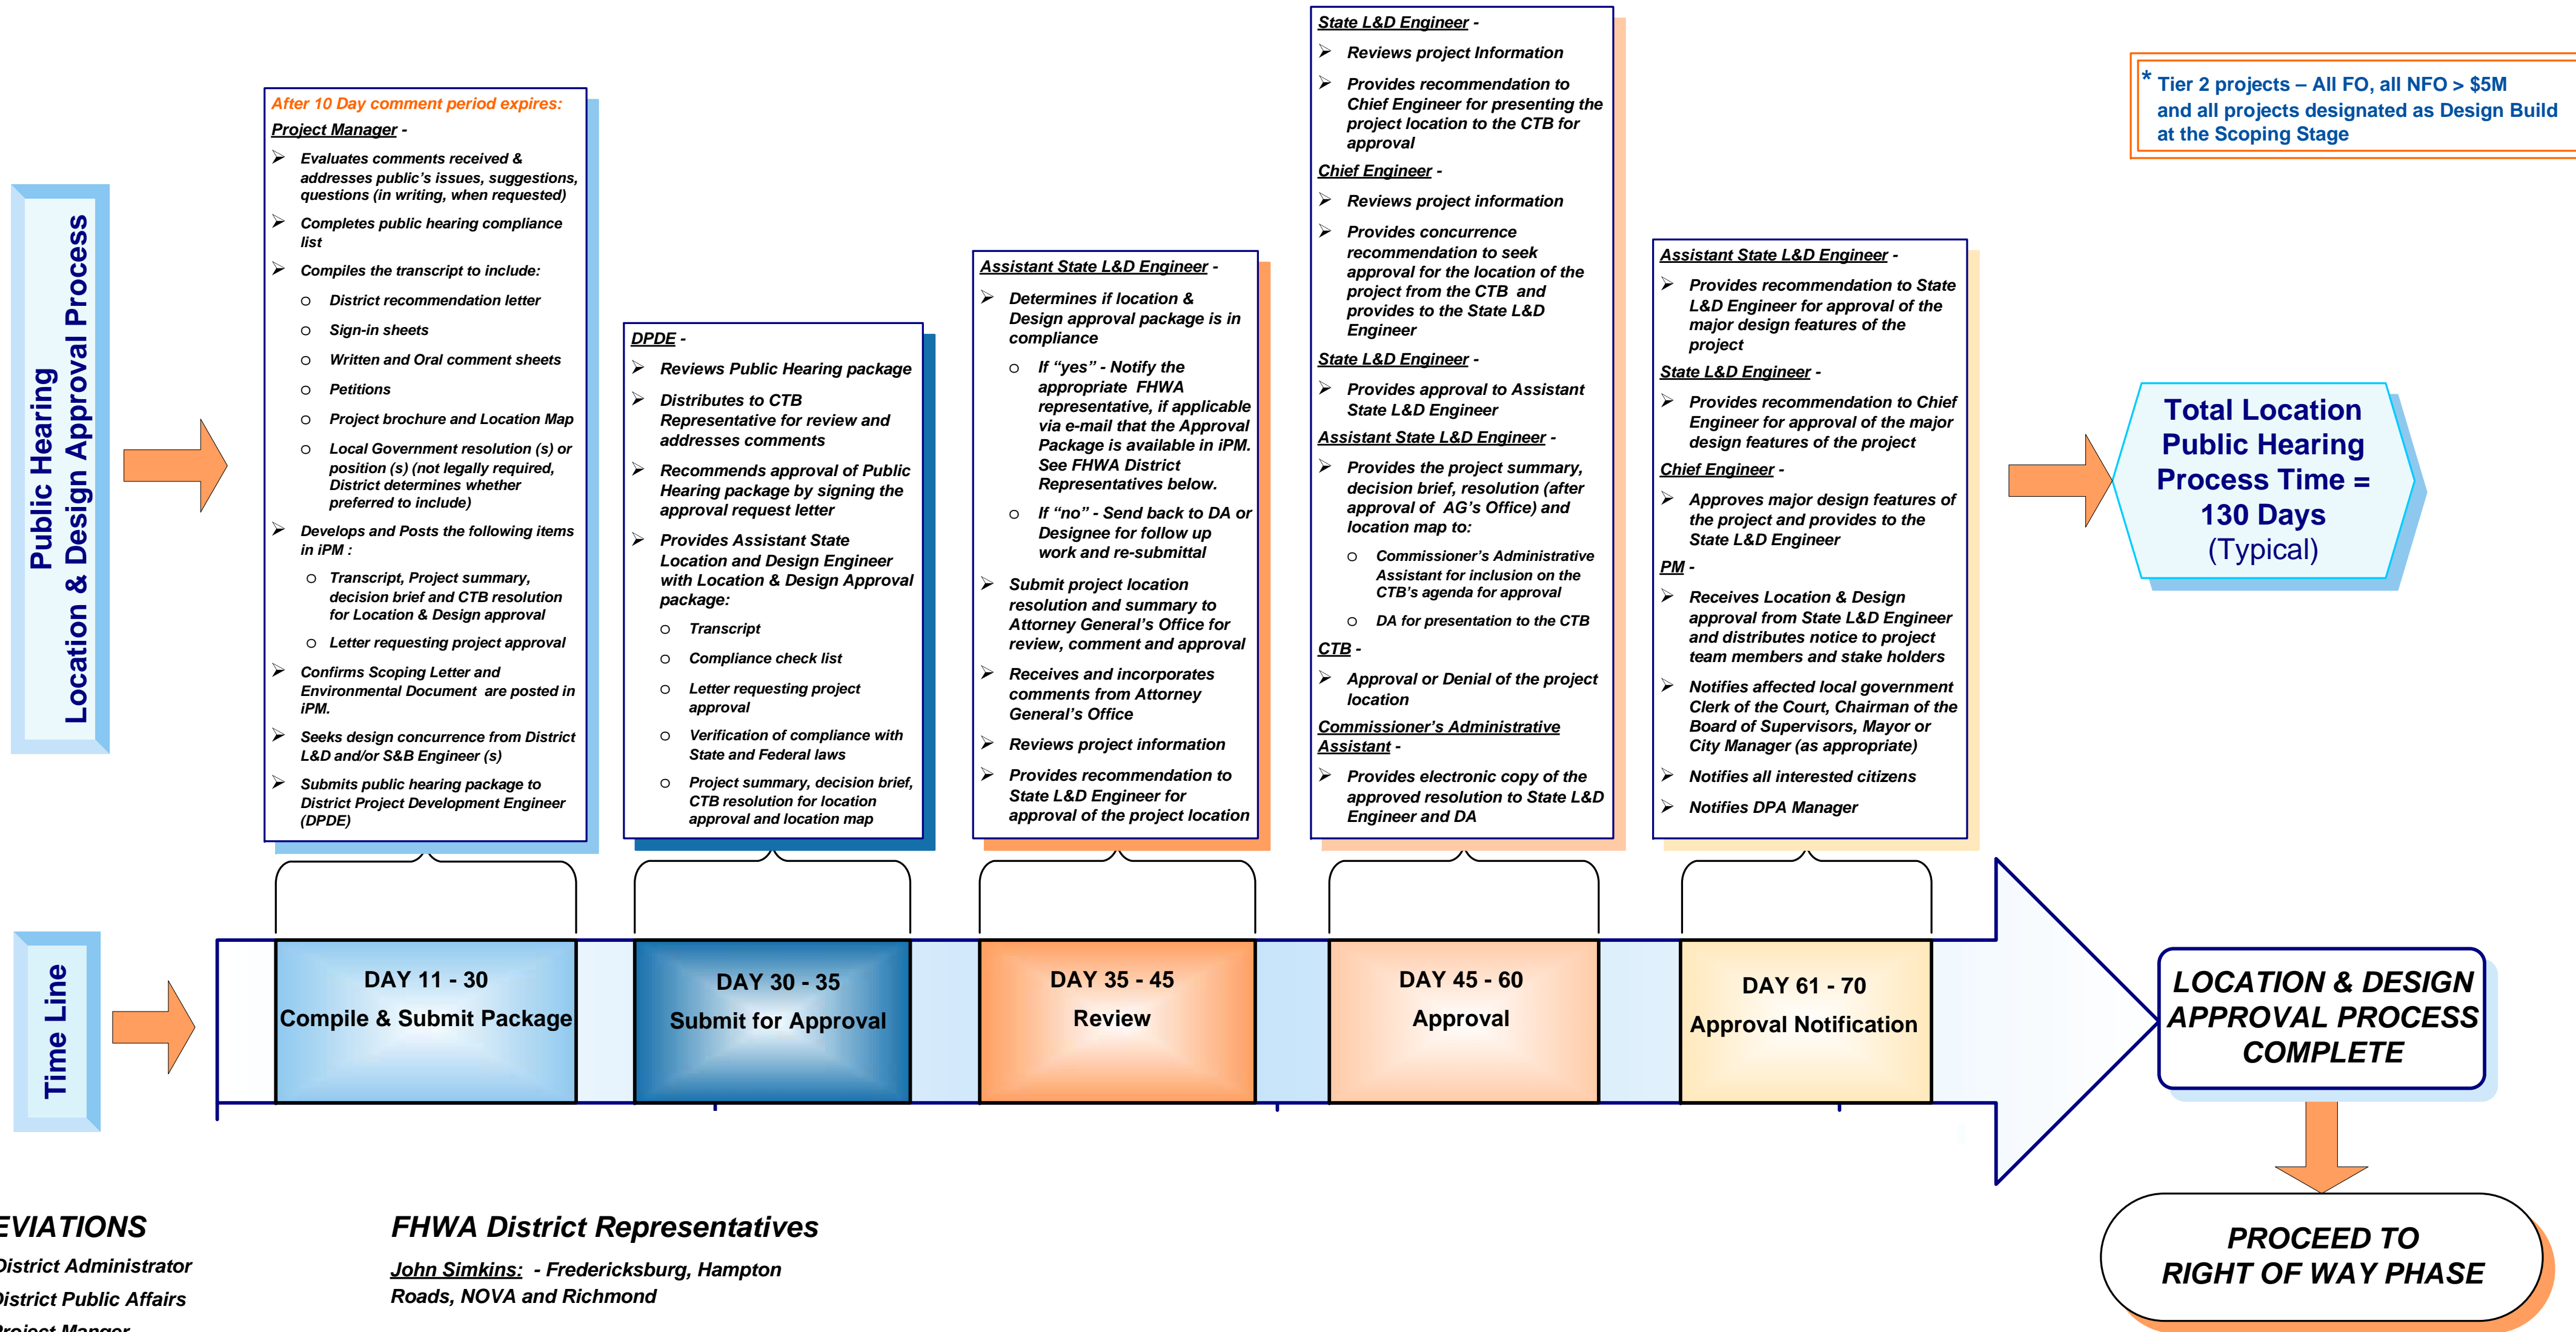 * Tier 2 projects – All FO, all NFO > $5M
and all projects designated as Design Build
at the Scoping Stage
Public Hearing
Location & Design Approval Process
After 10 Day comment period expires:
Project Manager -
➢ Evaluates comments received &
addresses public's issues, suggestions,
questions (in writing, when requested)
➢ Completes public hearing compliance
list
➢ Compiles the transcript to include:
o District recommendation letter
o Sign-in sheets
o Written and Oral comment sheets
o Petitions
o Project brochure and Location Map
o Local Government resolution (s) or
position (s) (not legally required,
District determines whether
preferred to include)
➢ Develops and Posts the following items
in iPM :
o Transcript, Project summary,
decision brief and CTB resolution
for Location & Design approval
o Letter requesting project approval
➢ Confirms Scoping Letter and
Environmental Document are posted in
iPM.
➢ Seeks design concurrence from District
L&D and/or S&B Engineer (s)
➢ Submits public hearing package to
District Project Development Engineer
(DPDE)
DPDE -
➢ Reviews Public Hearing package
➢ Distributes to CTB
Representative for review and
addresses comments
➢ Recommends approval of Public
Hearing package by signing the
approval request letter
➢ Provides Assistant State
Location and Design Engineer
with Location & Design Approval
package:
o Transcript
o Compliance check list
o Letter requesting project
approval
o Verification of compliance with
State and Federal laws
o Project summary, decision brief,
CTB resolution for location
approval and location map
Assistant State L&D Engineer -
➢ Determines if location &
Design approval package is in
compliance
o If “yes” - Notify the
appropriate FHWA
representative, if applicable
via e-mail that the Approval
Package is available in iPM.
See FHWA District
Representatives below.
o If “no” - Send back to DA or
Designee for follow up
work and re-submittal
➢ Submit project location
resolution and summary to
Attorney General’s Office for
review, comment and approval
➢ Receives and incorporates
comments from Attorney
General’s Office
➢ Reviews project information
➢ Provides recommendation to
State L&D Engineer for
approval of the project location
State L&D Engineer -
➢ Reviews project Information
➢ Provides recommendation to
Chief Engineer for presenting the
project location to the CTB for
approval
Chief Engineer -
➢ Reviews project information
➢ Provides concurrence
recommendation to seek
approval for the location of the
project from the CTB and
provides to the State L&D
Engineer
State L&D Engineer -
➢ Provides approval to Assistant
State L&D Engineer
Assistant State L&D Engineer -
➢ Provides the project summary,
decision brief, resolution (after
approval of AG’s Office) and
location map to:
o Commissioner’s Administrative
Assistant for inclusion on the
CTB’s agenda for approval
o DA for presentation to the CTB
CTB -
➢ Approval or Denial of the project
location
Commissioner’s Administrative
Assistant -
➢ Provides electronic copy of the
approved resolution to State L&D
Engineer and DA
Assistant State L&D Engineer -
➢ Provides recommendation to State
L&D Engineer for approval of the
major design features of the
project
State L&D Engineer -
➢ Provides recommendation to Chief
Engineer for approval of the major
design features of the project
Chief Engineer -
➢ Approves major design features of
the project and provides to the
State L&D Engineer
PM -
➢ Receives Location & Design
approval from State L&D Engineer
and distributes notice to project
team members and stake holders
➢ Notifies affected local government
Clerk of the Court, Chairman of the
Board of Supervisors, Mayor or
City Manager (as appropriate)
➢ Notifies all interested citizens
➢ Notifies DPA Manager
Total Location
Public Hearing
Process Time =
130 Days
(Typical)
Time Line
DAY 11 - 30
Compile & Submit Package
DAY 30 - 35
Submit for Approval
DAY 35 - 45
Review
DAY 45 - 60
Approval
DAY 61 - 70
Approval Notification
LOCATION & DESIGN
APPROVAL PROCESS
COMPLETE
PROCEED TO
RIGHT OF WAY PHASE
EVIATIONS
District Administrator
District Public Affairs
Project Manger
FHWA District Representatives
John Simkins: - Fredericksburg, Hampton
Roads, NOVA and Richmond